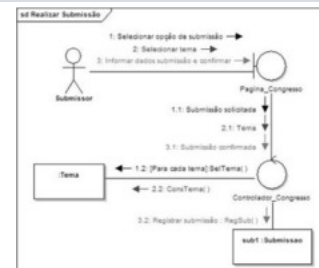 sd Realizar Submissão
1: Selecionar opção de submissão
2: Selecionar tema
3: Informar dados submissão e confirmar
Submissor
Pagina_Congresso
1.1: Submissão solicitada
2.1: Tema
3.1: Submissão confirmada
:Tema
1.2: [Para cada tema]:SelTema( )
2.2: ConsTema( )
Controlador_Congresso
3.2: Registrar submissão : RegSub( )
sub1 :Submissao